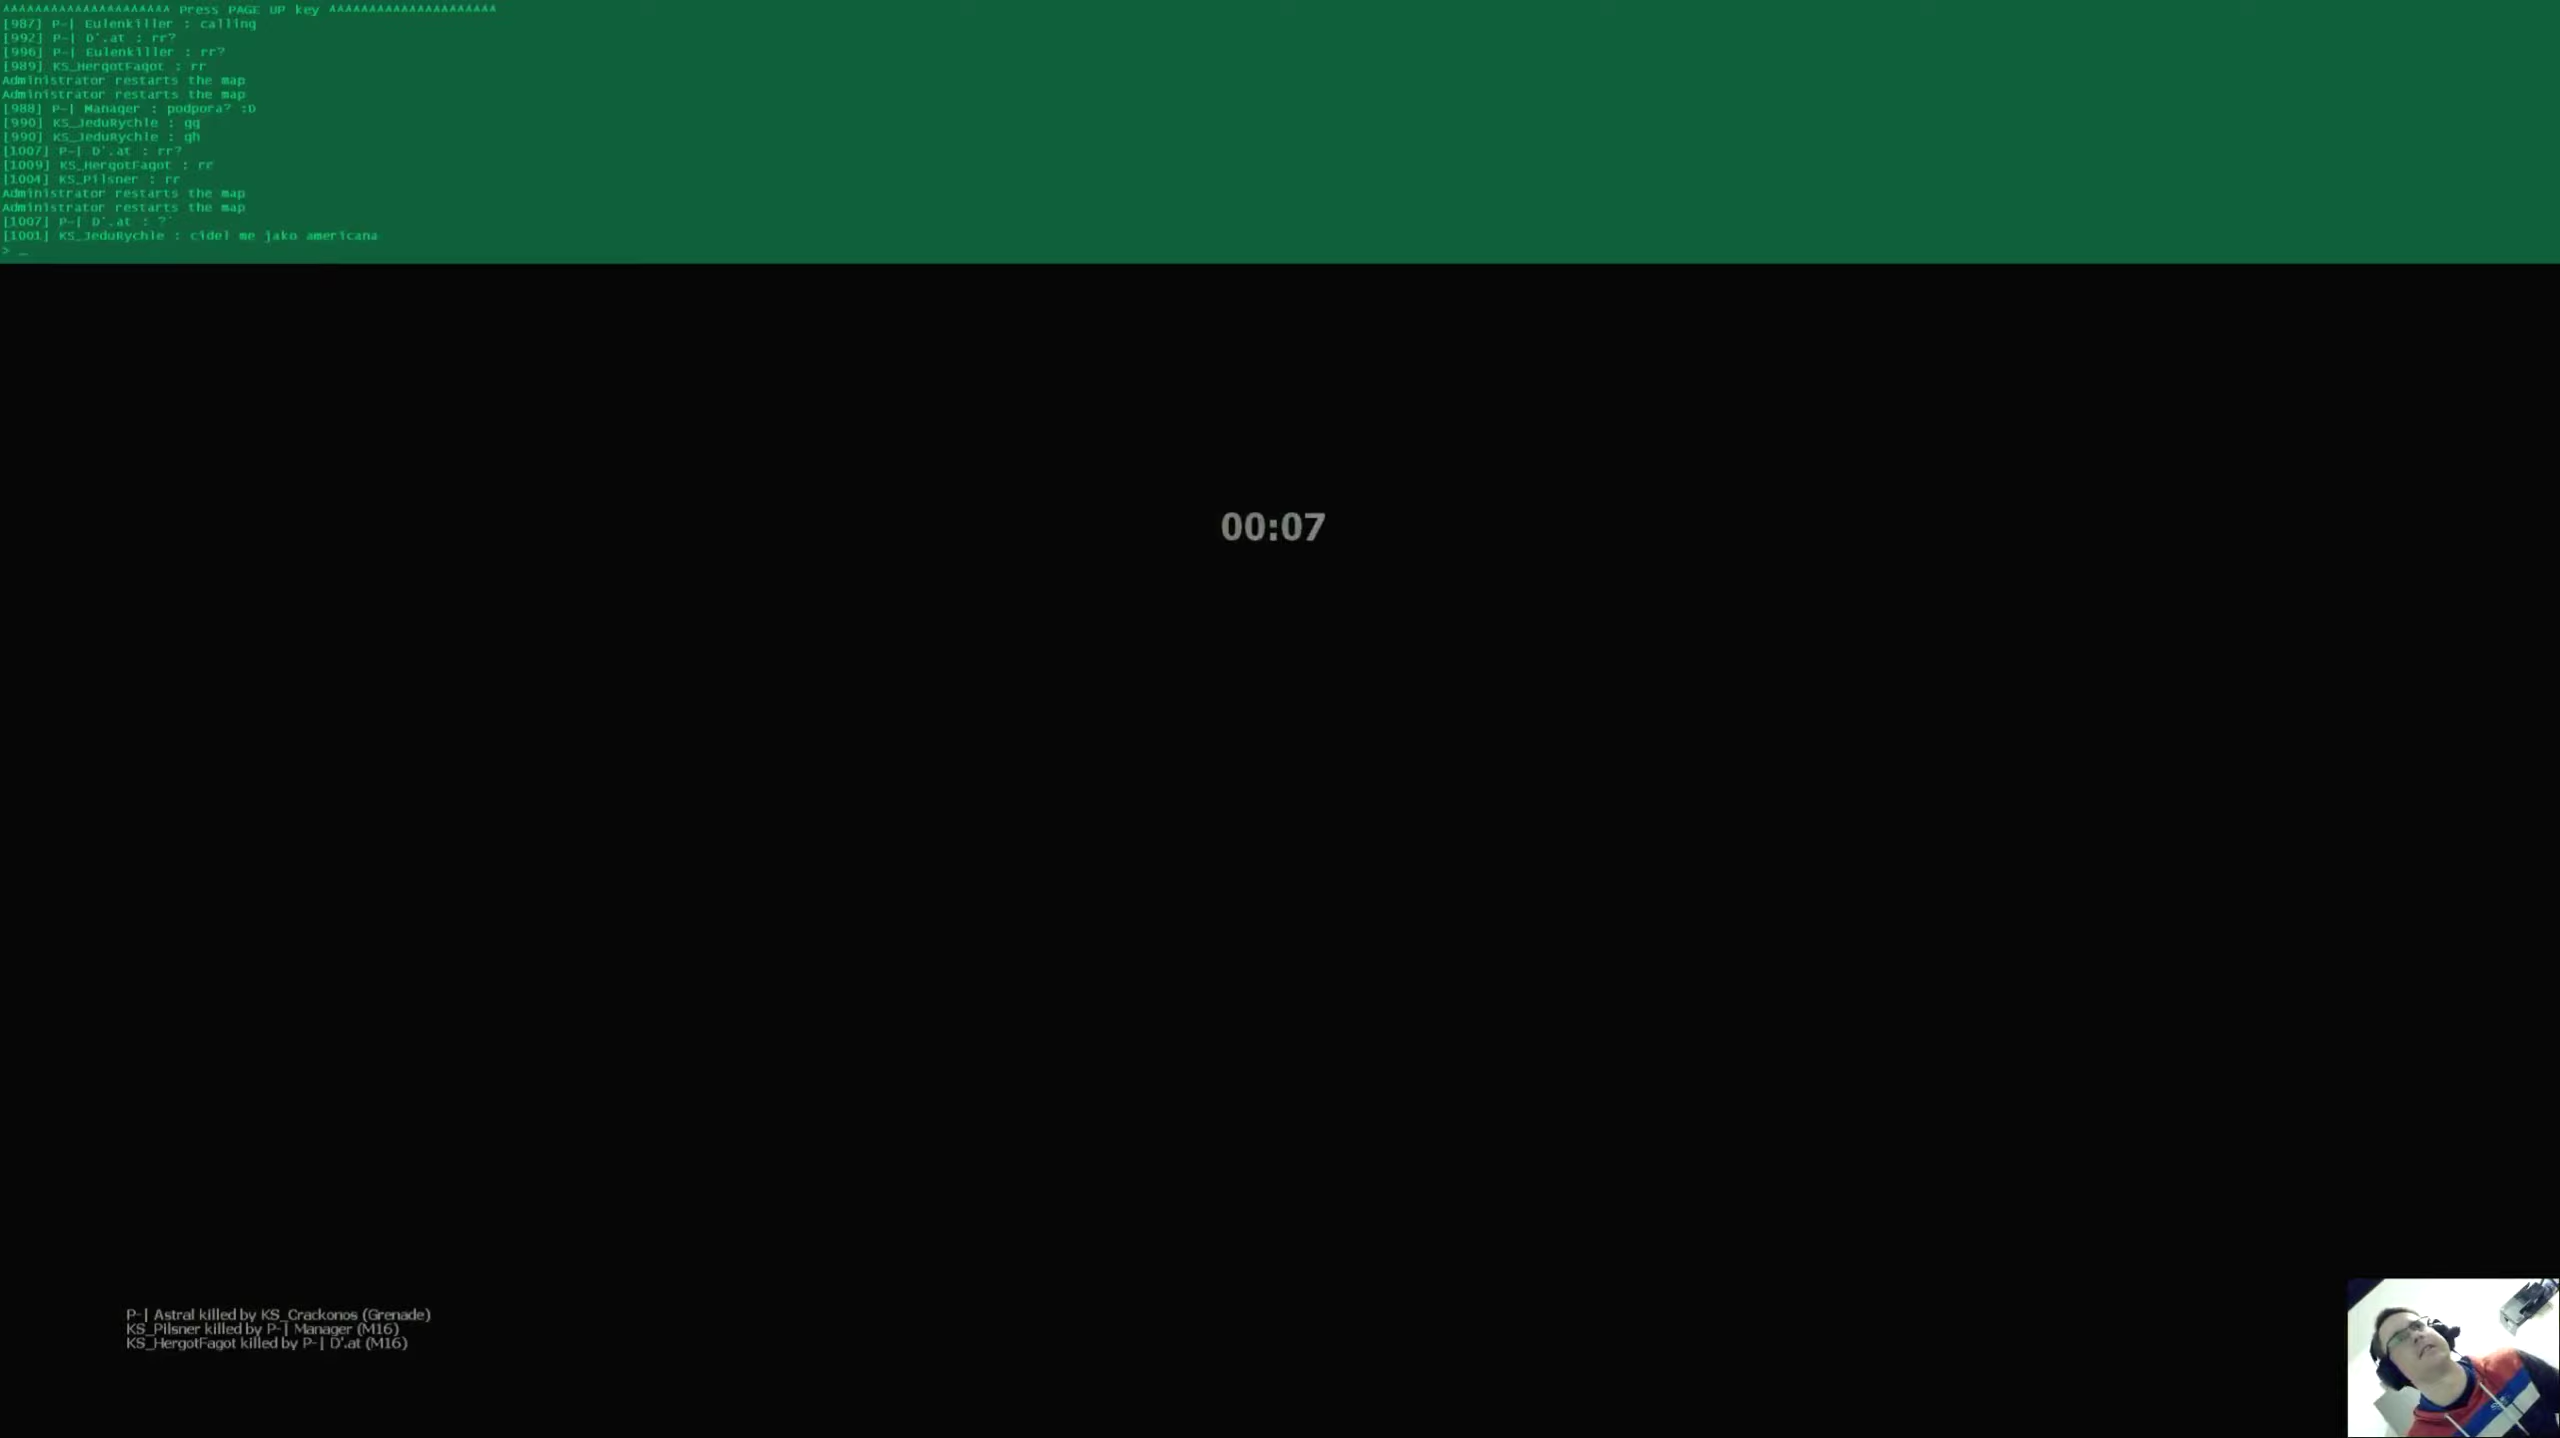 ^^^^^^^^^^^^^^^^^^^^^ Press PAGE UP key ^^^^^^^^^^^^^^^^^^^^^
[987] P-| Eulenkiller : calling
[992] P-| D'.at : rr?
[996] P-| Eulenkiller : rr?
[989] KS_HergotFagot : rr
Administrator restarts the map
Administrator restarts the map
[988] P-| Manager : podpora? :D
[990] KS_JeduRychle : gg
[990] KS_JeduRychle : gh
[1007] P-| D'.at : rr?
[1009] KS_HergotFagot : rr
[1004] KS_Pilsner : rr
Administrator restarts the map
Administrator restarts the map
[1007] P-| D'.at : ?'
[1001] KS_JeduRychle : cidel me jako americana
> _
00:07
P-| Astral killed by KS_Crackonos (Grenade)
KS_Pilsner killed by P-| Manager (M16)
KS_HergotFagot killed by P-| D'.at (M16)